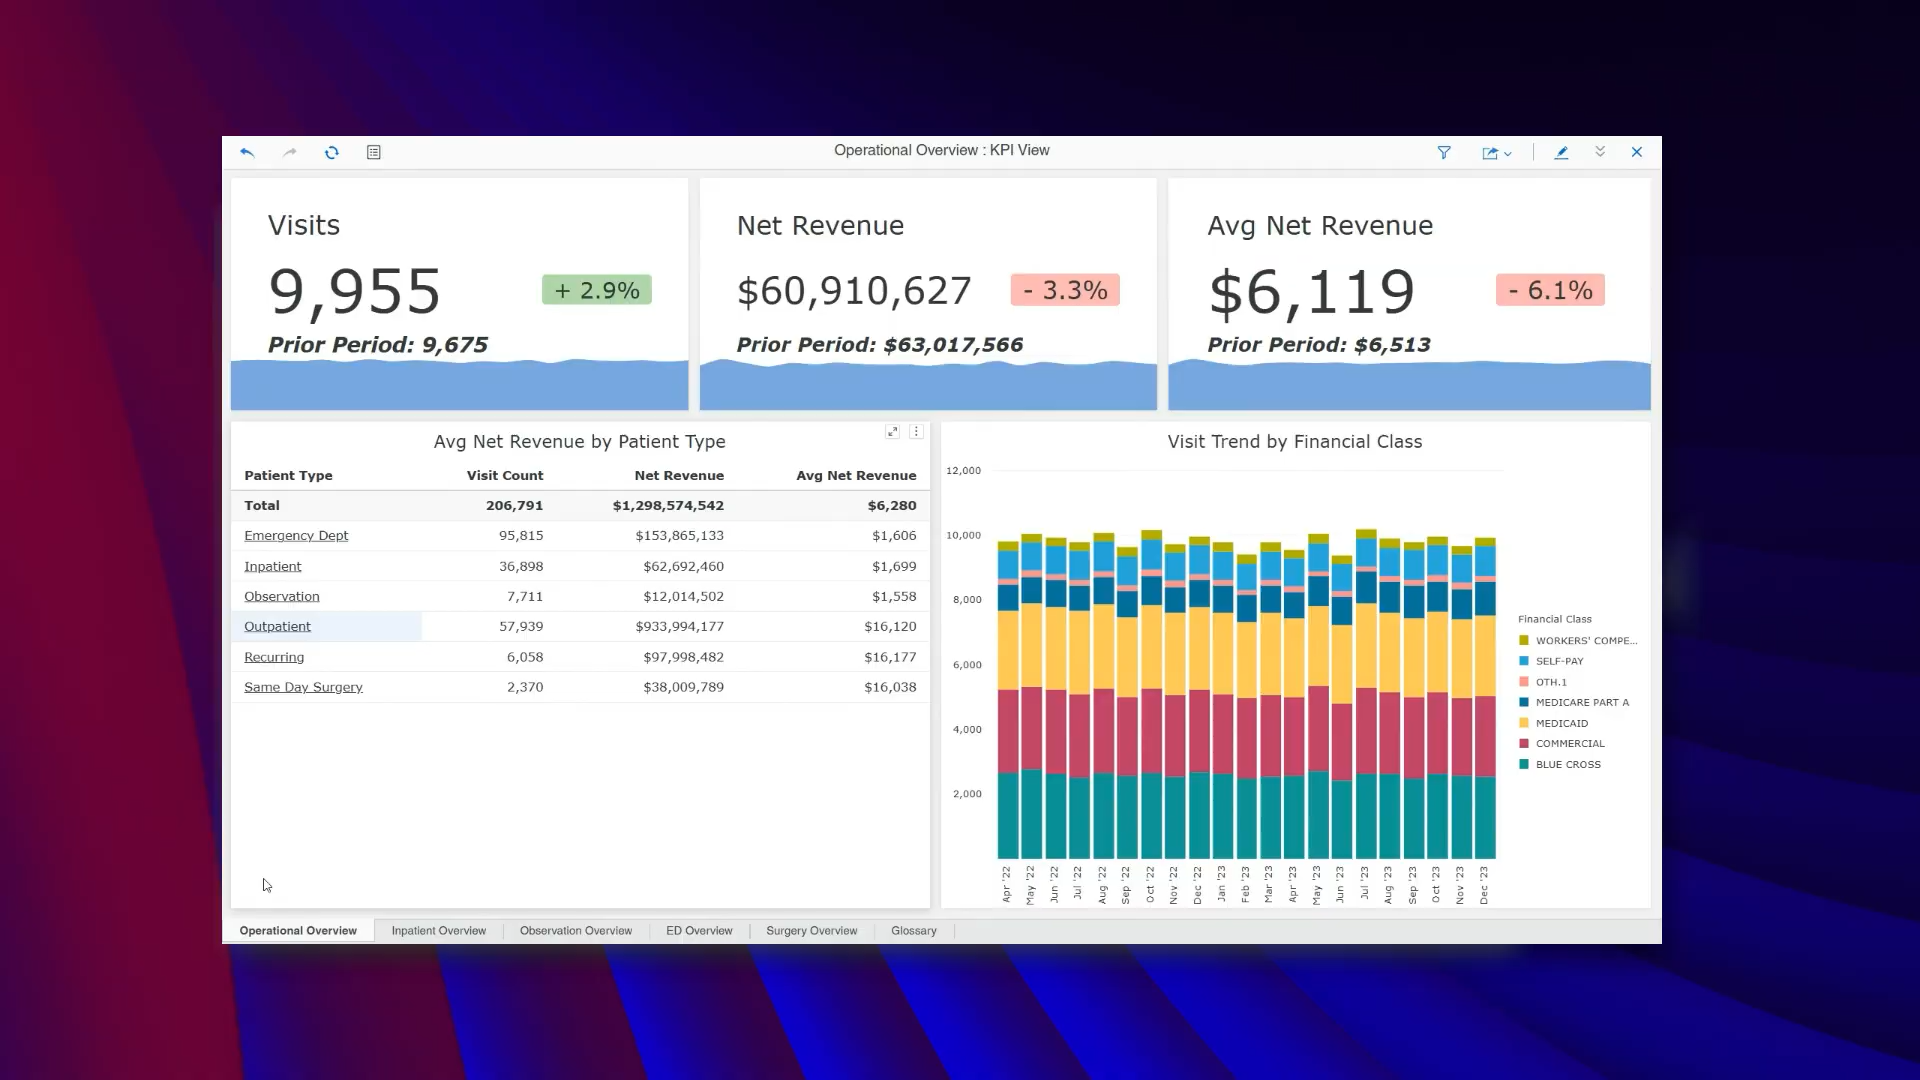 Operational Overview : KPI View
Visits
9,955
+ 2.9%
Prior Period: 9,675
Net Revenue
$60,910,627
- 3.3%
Prior Period: $63,017,566
Avg Net Revenue
$6,119
- 6.1%
Prior Period: $6,513
Avg Net Revenue by Patient Type
Patient Type Visit Count Net Revenue Avg Net Revenue
Total 206,791 $1,298,574,542 $6,280
Emergency Dept 95,815 $153,865,133 $1,606
Inpatient 36,898 $62,692,460 $1,699
Observation 7,711 $12,014,502 $1,558
Outpatient 57,939 $933,994,177 $16,120
Recurring 6,058 $97,998,482 $16,177
Same Day Surgery 2,370 $38,009,789 $16,038
Visit Trend by Financial Class
12,000
10,000
8,000
6,000
4,000
2,000
Apr '22 May '22 Jun '22 Jul '22 Aug '22 Sep '22 Oct '22 Nov '22 Dec '22 Jan '23 Feb '23 Mar '23 Apr '23 May '23 Jun '23 Jul '23 Aug '23 Sep '23 Oct '23 Nov '23 Dec '23
Financial Class
WORKERS' COMPE...
SELF-PAY
OTH.1
MEDICARE PART A
MEDICAID
COMMERCIAL
BLUE CROSS
Operational Overview Inpatient Overview Observation Overview ED Overview Surgery Overview Glossary